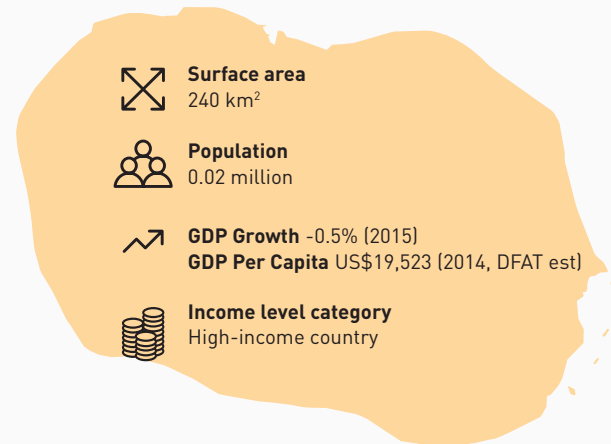 Surface area
240 km²
Population
0.02 million
GDP Growth -0.5% (2015)
GDP Per Capita US$19,523 (2014, DFAT est)
Income level category
High-income country